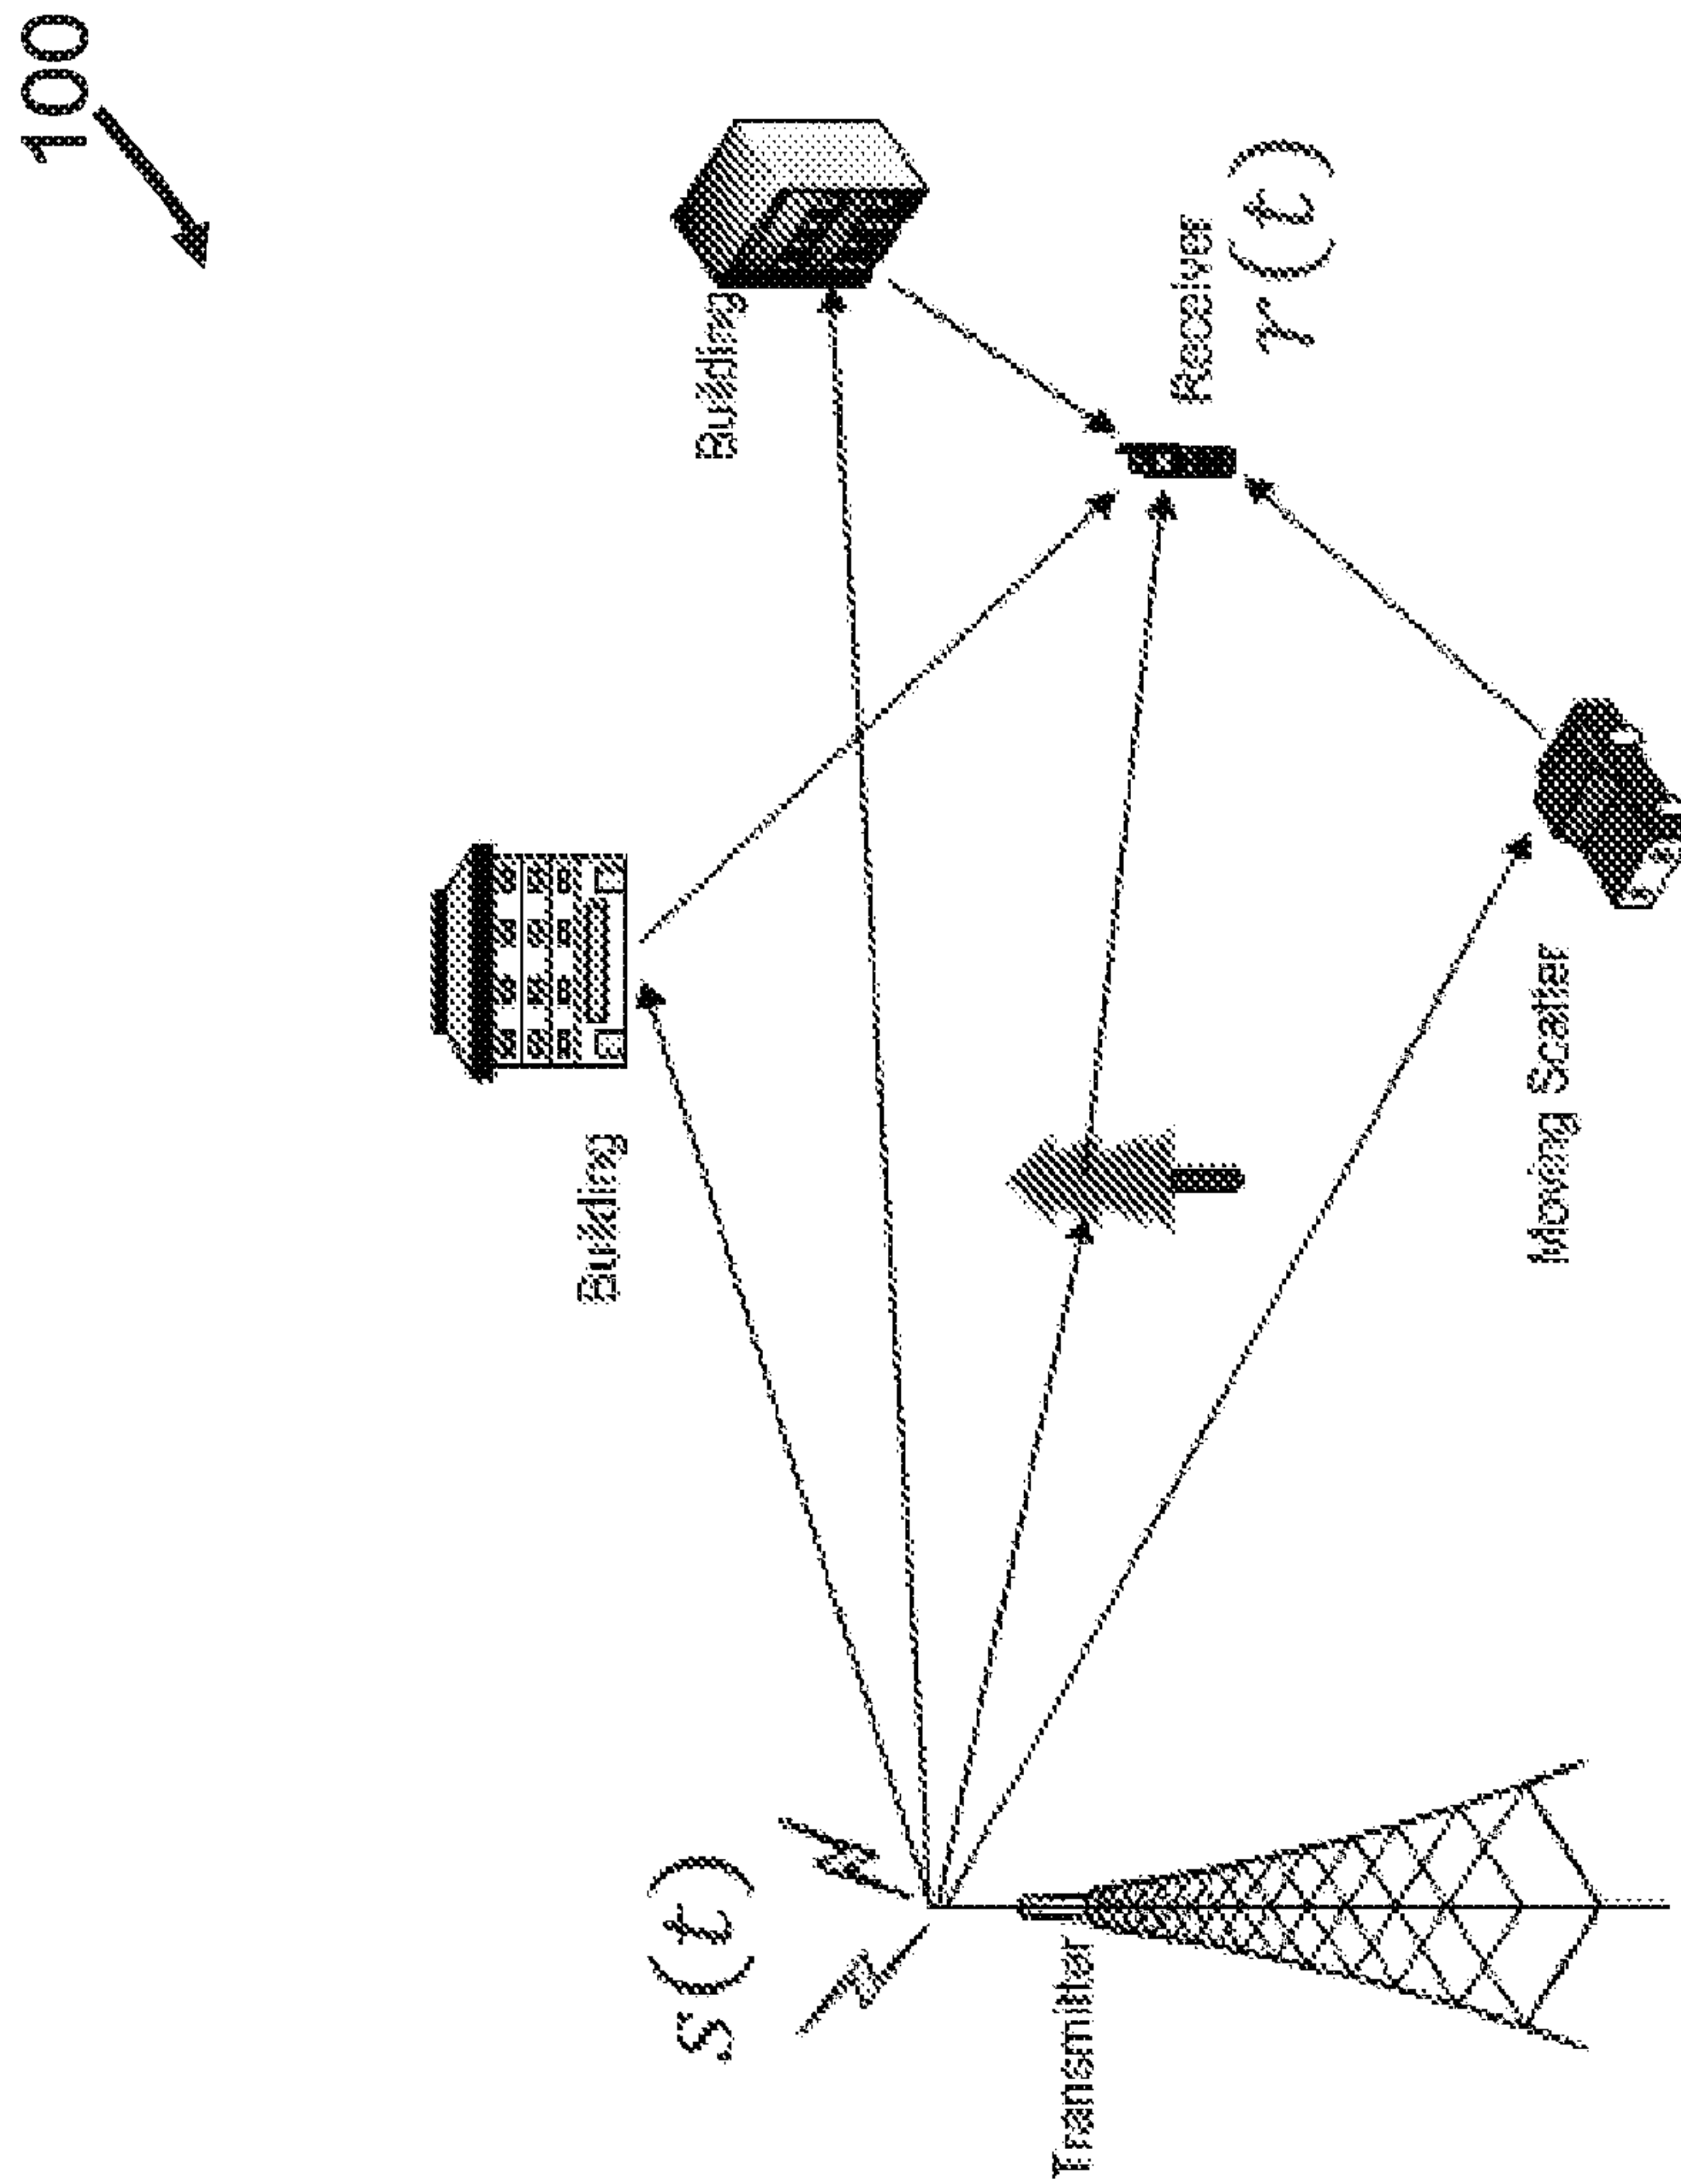 100
Building
Building
s(t)
Transmitter
Receiver
r(t)
Moving Scatter